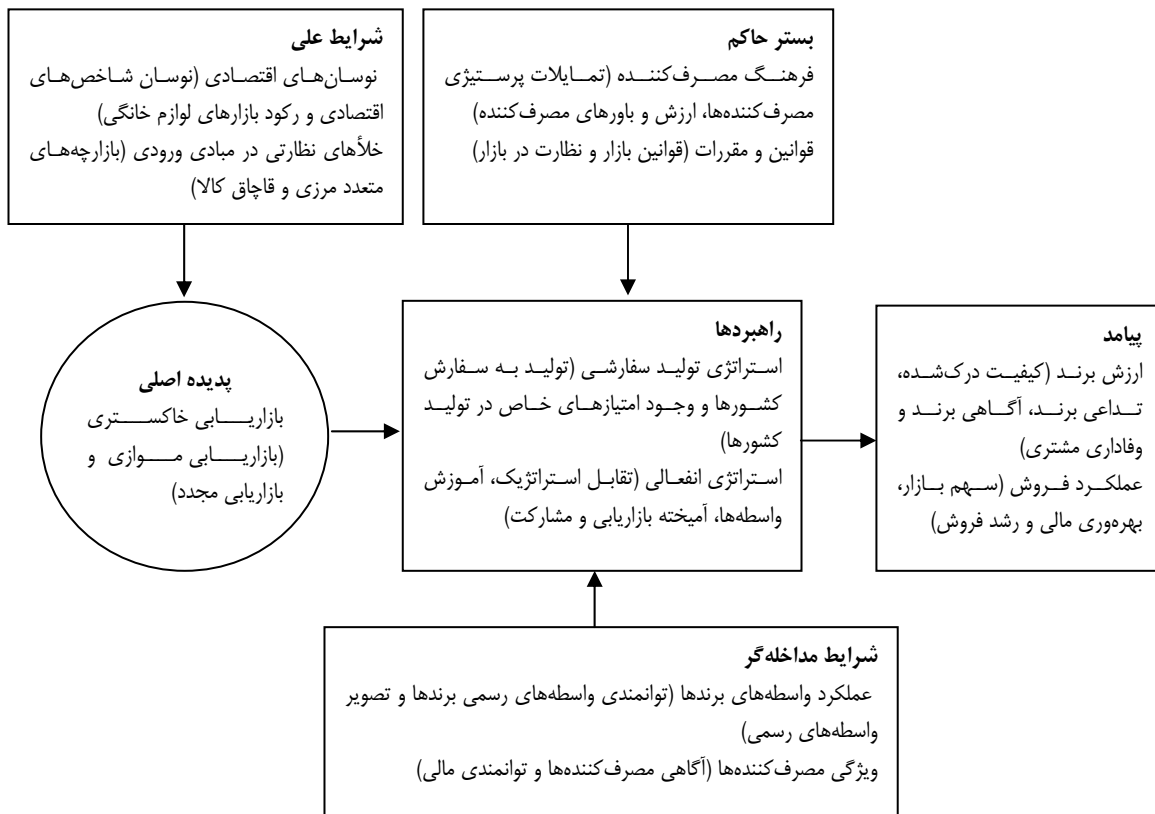 شرایط علی
نوسان‌های اقتصادی (نوسان شاخص‌های
اقتصادی و رکود بازارهای لوازم خانگی)
خلأهای نظارتی در مبادی ورودی (بازارچه‌های
متعدد مرزی و قاچاق کالا)
بستر حاکم
فرهنگ مصرف‌کننده (تمایلات پرستیژی
مصرف‌کننده‌ها، ارزش و باورهای مصرف‌کننده)
قوانین و مقررات (قوانین بازار و نظارت در بازار)
پدیده اصلی
بازاریابی خاکستری
(بازاریابی موازی و
بازاریابی مجدد)
راهبردها
استراتژی تولید سفارشی (تولید به سفارش
کشورها و وجود امتیازهای خاص در تولید
کشورها)
استراتژی انفعالی (تقابل استراتژیک، آموزش
واسطه‌ها، آمیخته بازاریابی و مشارکت)
پیامد
ارزش برند (کیفیت درک‌شده،
تداعی برند، آگاهی برند و
وفاداری مشتری)
عملکرد فروش (سهم بازار،
بهره‌وری مالی و رشد فروش)
شرایط مداخله‌گر
عملکرد واسطه‌های برندها (توانمندی واسطه‌های رسمی برندها و تصویر
واسطه‌های رسمی)
ویژگی مصرف‌کننده‌ها (آگاهی مصرف‌کننده‌ها و توانمندی مالی)